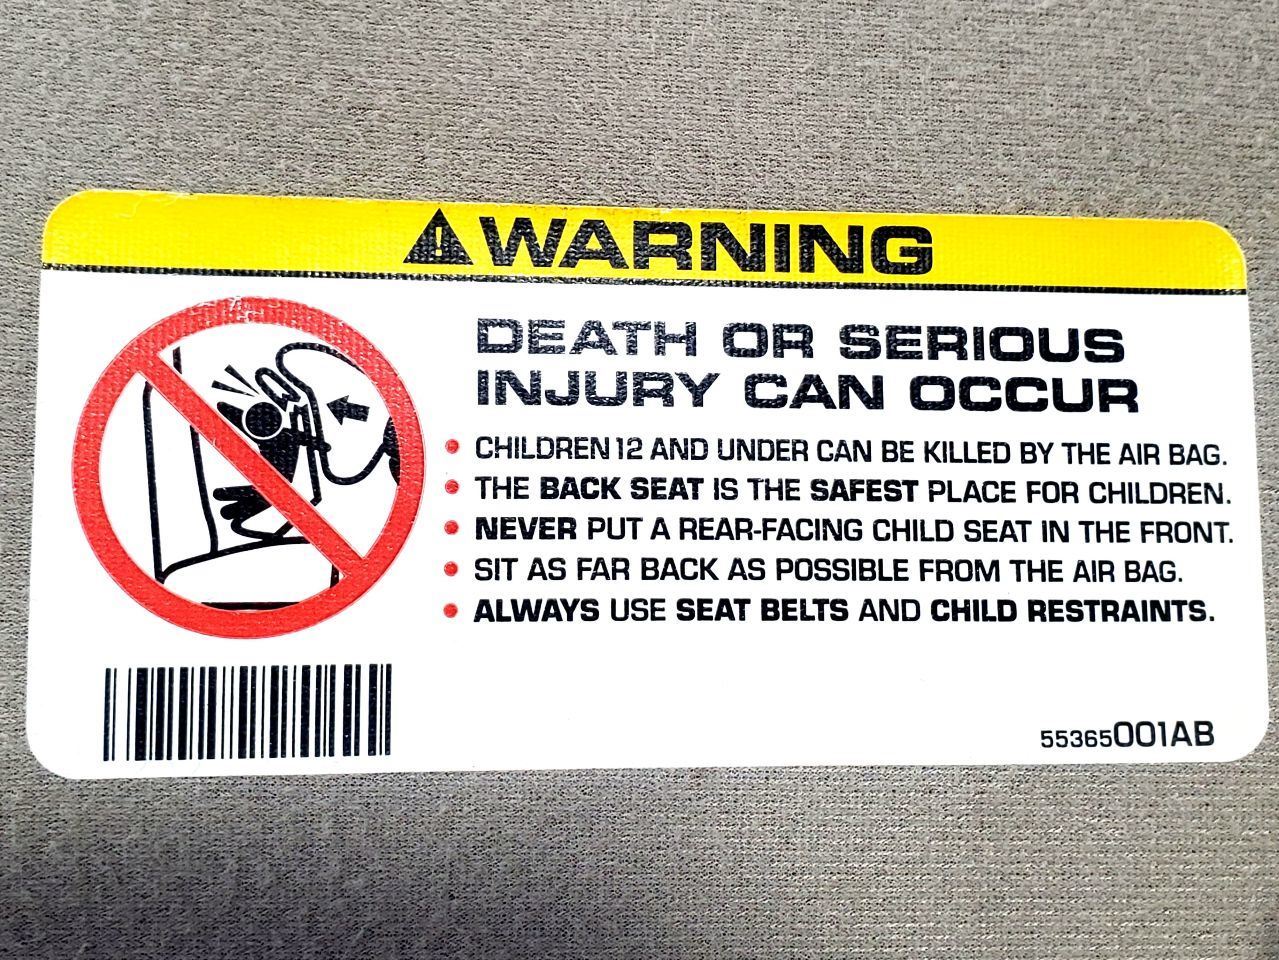 WARNING
DEATH OR SERIOUS
INJURY CAN OCCUR
CHILDREN 12 AND UNDER CAN BE KILLED BY THE AIR BAG.
THE BACK SEAT IS THE SAFEST PLACE FOR CHILDREN.
NEVER PUT A REAR-FACING CHILD SEAT IN THE FRONT.
SIT AS FAR BACK AS POSSIBLE FROM THE AIR BAG.
ALWAYS USE SEAT BELTS AND CHILD RESTRAINTS.
55365001AB